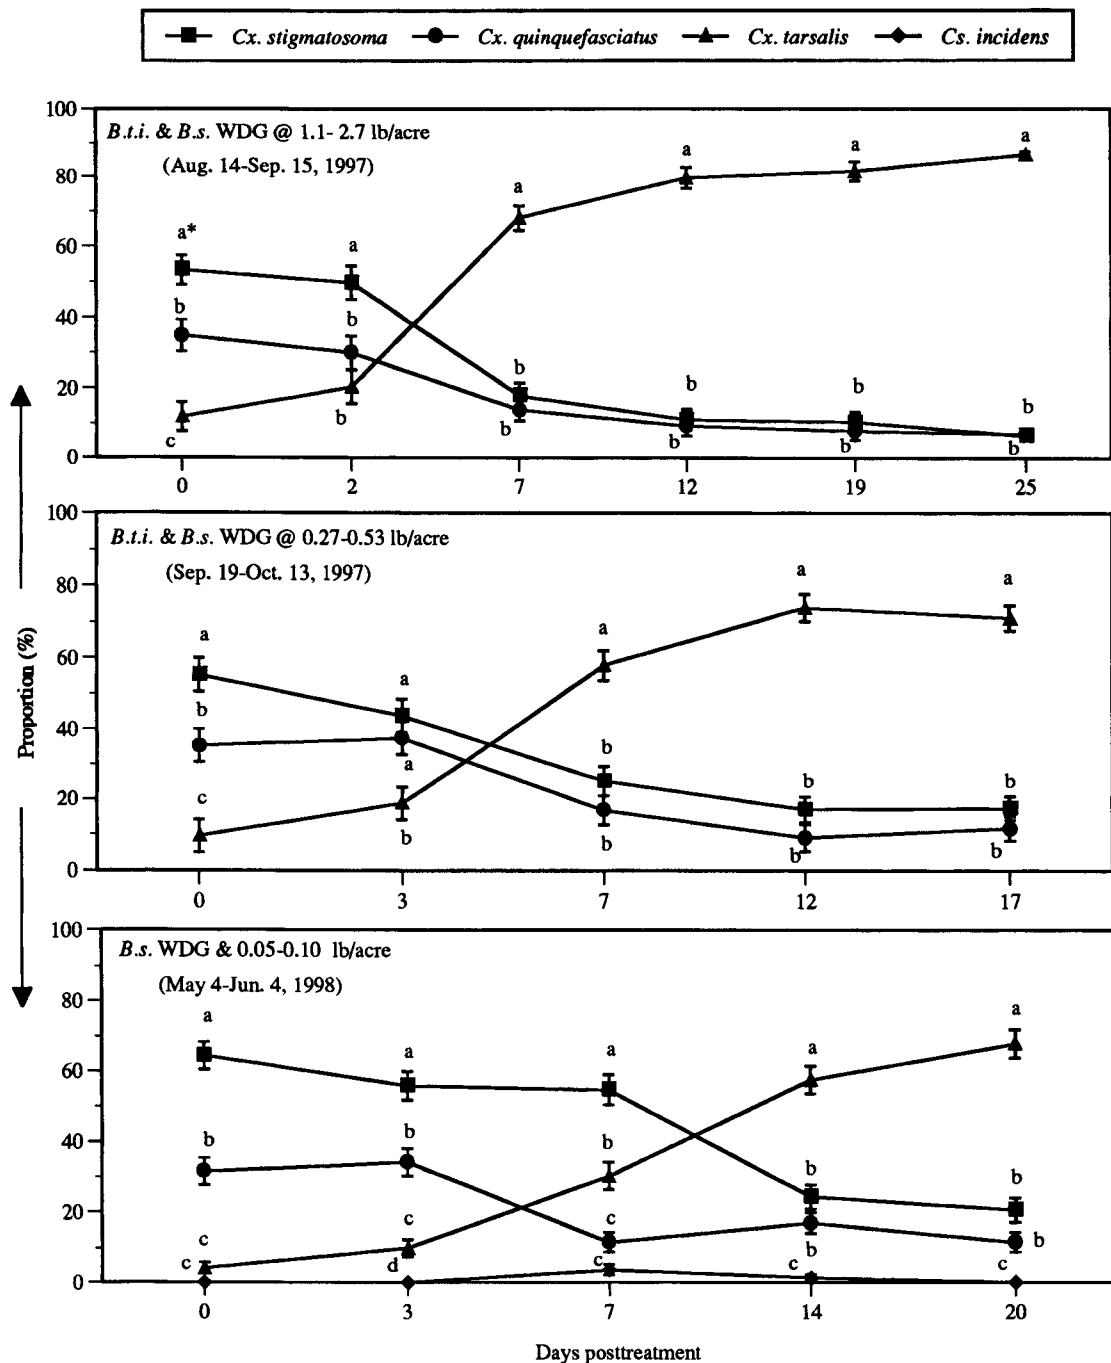 Cx. stigmatosoma Cx. quinquefasciatus Cx. tarsalis Cs. incidens
100
B.t.i. & B.s. WDG @ 1.1- 2.7 lb/acre
(Aug. 14-Sep. 15, 1997)
a a a
80
a
a* a
60
b b
40
b b b b
20
c b b b b b
0
0 2 7 12 19 25
100
B.t.i. & B.s. WDG @ 0.27-0.53 lb/acre
(Sep. 19-Oct. 13, 1997)
a a
80
a a
60
a
b b
40
a
c b b
20
b b b b
0
0 3 7 12 17
100
B.s. WDG & 0.05-0.10 lb/acre
(May 4-Jun. 4, 1998)
80
a a
a a a
60
b b b
40
b b
20
c c c b b
c d c c c
0
0 3 7 14 20
Proportion (%)
Days posttreatment